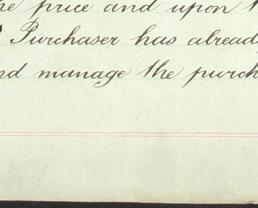 he price and upon t
Purchaser has already
nd manage the purch